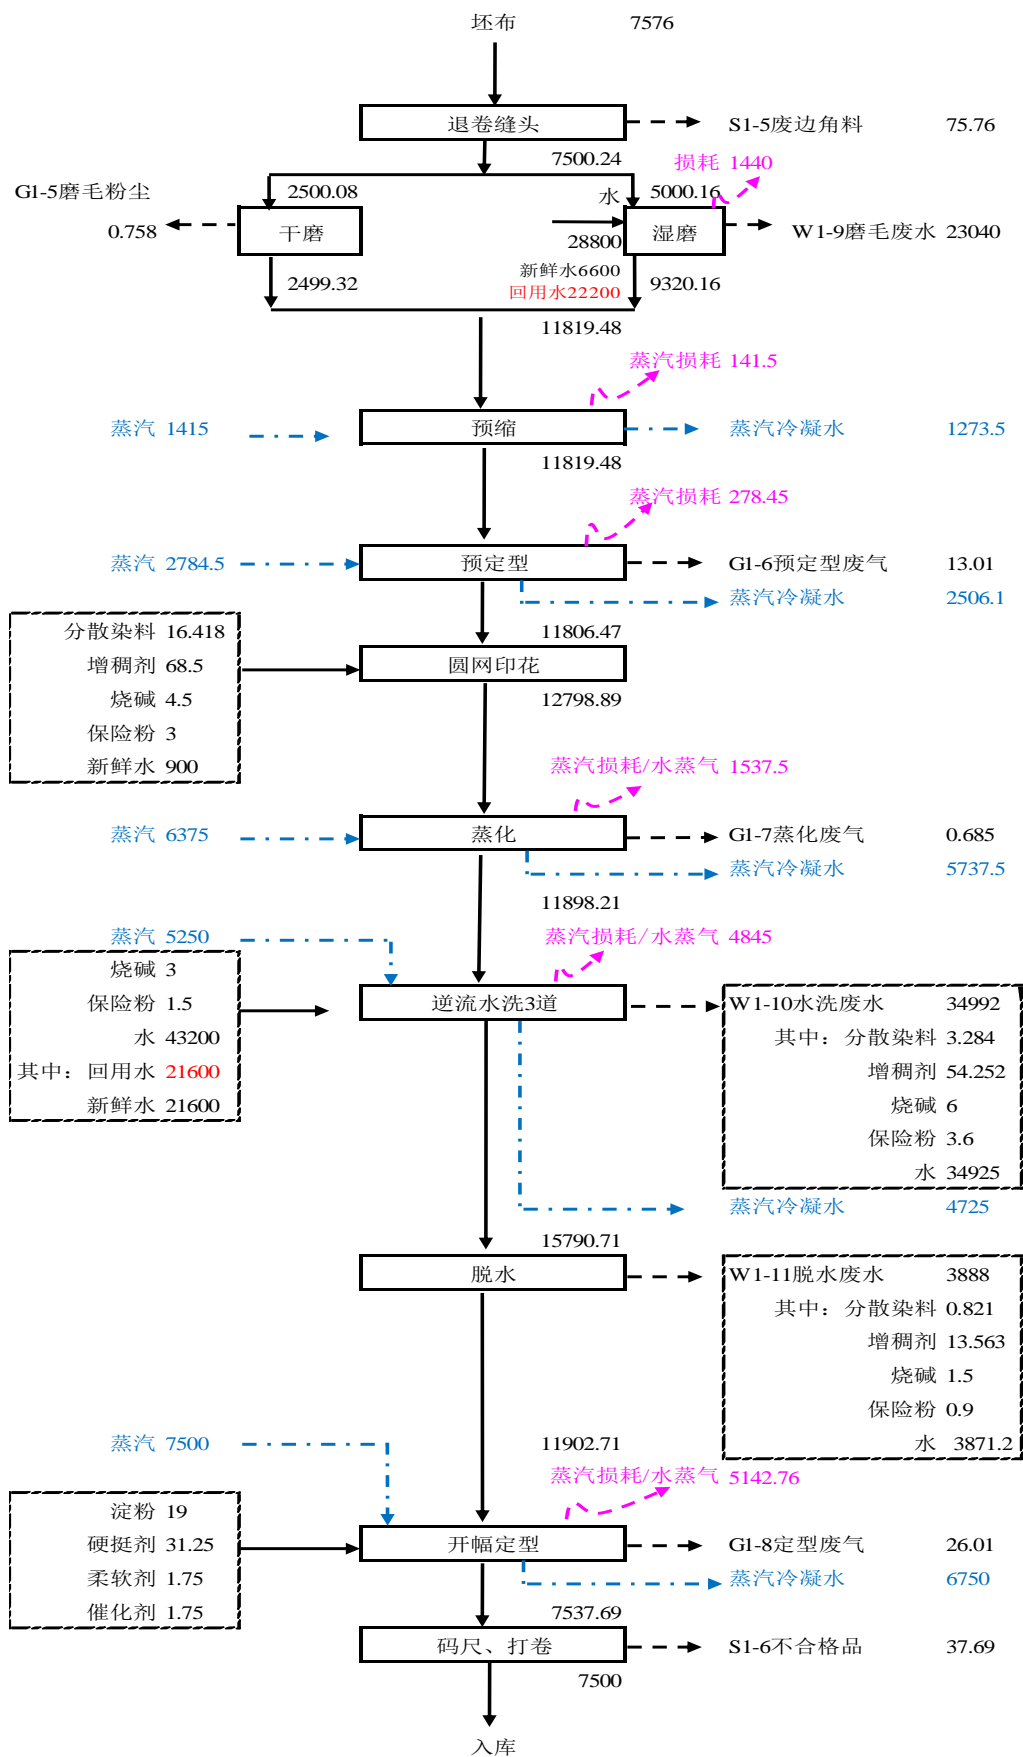 坯布 7576
退卷缝头 S1-5废边角料 75.76
7500.24 损耗 1440
G1-5磨毛粉尘 2500.08 水 5000.16
0.758 干磨 28800 湿磨 W1-9磨毛废水 23040
2499.32 新鲜水6600 9320.16
回用水22200
11819.48
蒸汽损耗 141.5
蒸汽 1415 预缩 蒸汽冷凝水 1273.5
11819.48
蒸汽损耗 278.45
蒸汽 2784.5 预定型 G1-6预定型废气 13.01
蒸汽冷凝水 2506.1
分散染料 16.418 11806.47
增稠剂 68.5 圆网印花
烧碱 4.5 12798.89
保险粉 3
新鲜水 900 蒸汽损耗/水蒸气 1537.5
蒸汽 6375 蒸化 G1-7蒸化废气 0.685
蒸汽冷凝水 5737.5
11898.21
蒸汽 5250 蒸汽损耗/水蒸气 4845
烧碱 3
保险粉 1.5 逆流水洗3道 W1-10水洗废水 34992
水 43200 其中：分散染料 3.284
其中：回用水 21600 增稠剂 54.252
新鲜水 21600 烧碱 6
保险粉 3.6
水 34925
蒸汽冷凝水 4725
15790.71
脱水 W1-11脱水废水 3888
其中：分散染料 0.821
增稠剂 13.563
烧碱 1.5
保险粉 0.9
蒸汽 7500 11902.71 水 3871.2
蒸汽损耗/水蒸气 5142.76
淀粉 19
硬挺剂 31.25 开幅定型 G1-8定型废气 26.01
柔软剂 1.75 蒸汽冷凝水 6750
催化剂 1.75 7537.69
码尺、打卷 S1-6不合格品 37.69
7500
入库